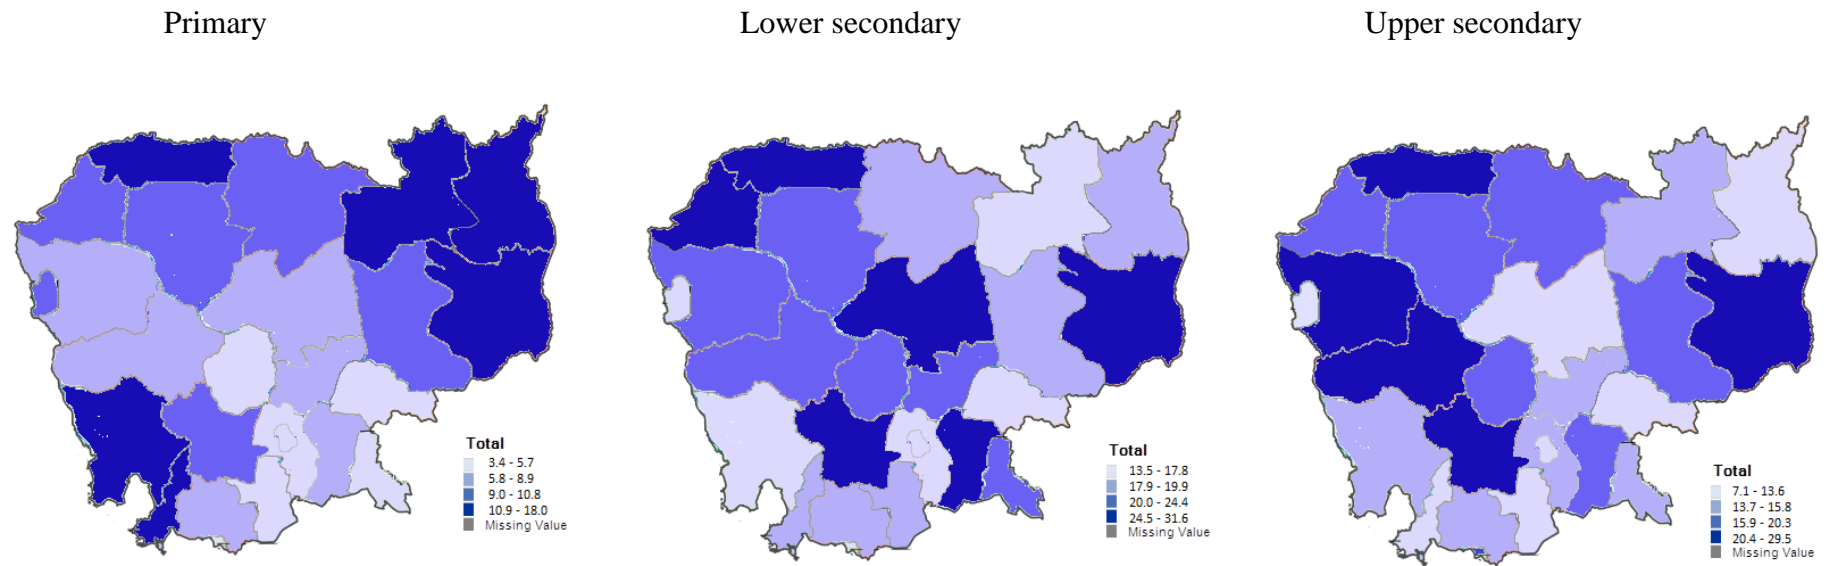 Primary
Lower secondary
Upper secondary
Total
3.4 - 5.7
5.8 - 8.9
9.0 - 10.8
10.9 - 18.0
Missing Value
Total
13.5 - 17.8
17.9 - 19.9
20.0 - 24.4
24.5 - 31.6
Missing Value
Total
7.1 - 13.6
13.7 - 15.8
15.9 - 20.3
20.4 - 29.5
Missing Value